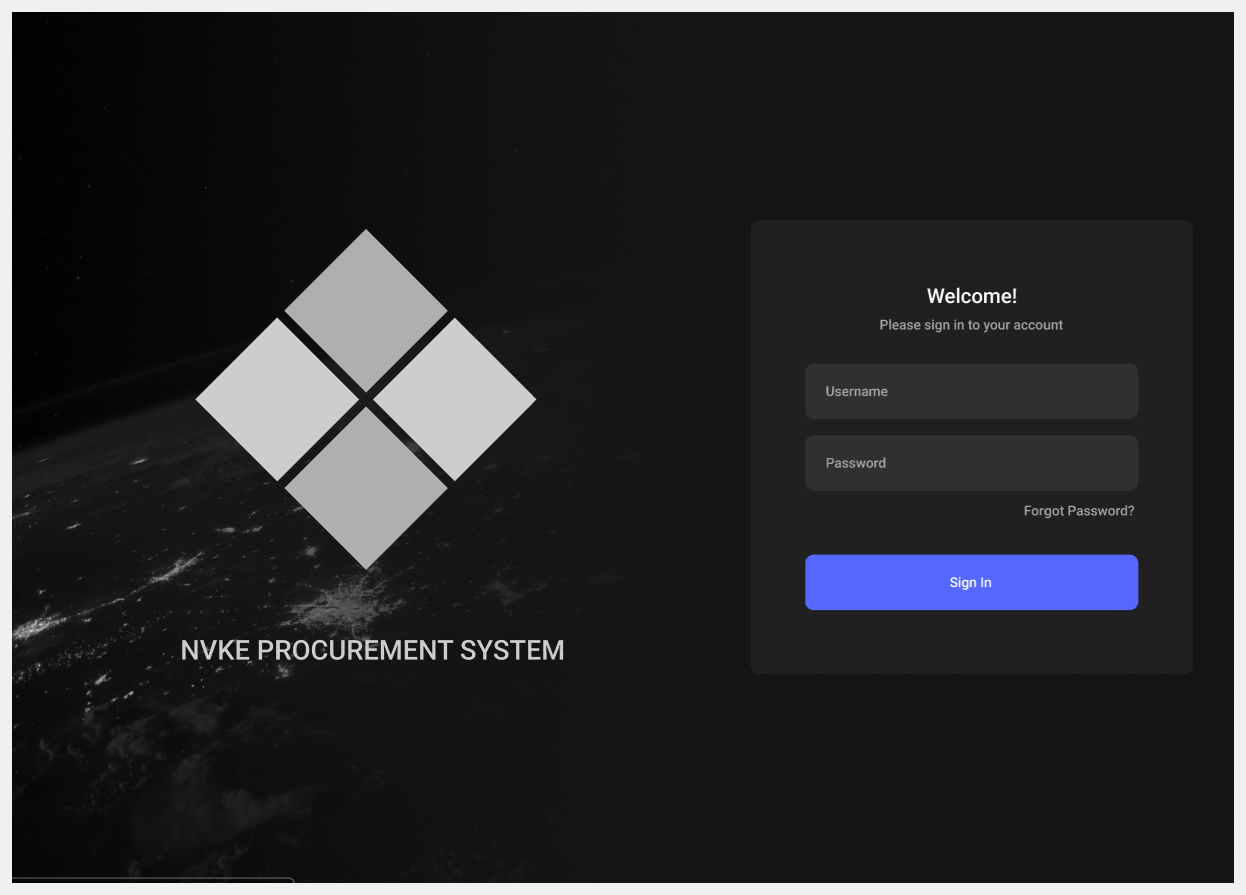 Welcome!
Please sign in to your account
Username
Password
Forgot Password?
Sign In
NVKE PROCUREMENT SYSTEM